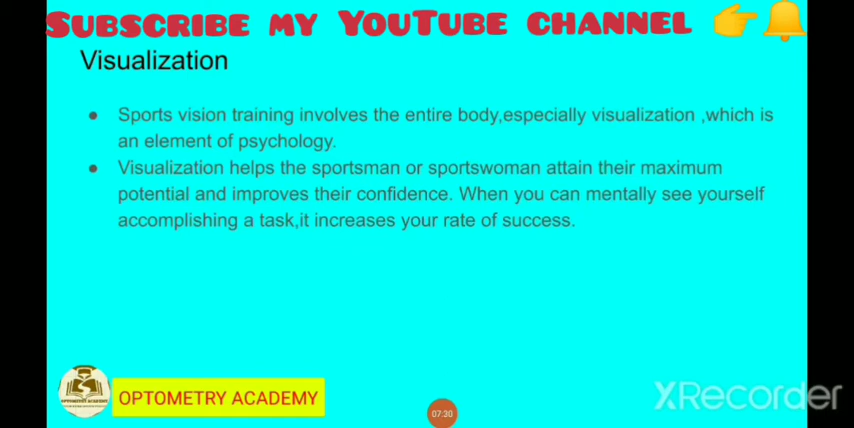 SUBSCRIBE MY YOUTUBE CHANNEL
Visualization
Sports vision training involves the entire body,especially visualization ,which is
an element of psychology.
Visualization helps the sportsman or sportswoman attain their maximum
potential and improves their confidence. When you can mentally see yourself
accomplishing a task,it increases your rate of success.
OPTOMETRY ACADEMY
OPTOMETRY ACADEMY
07:30
XRecorder